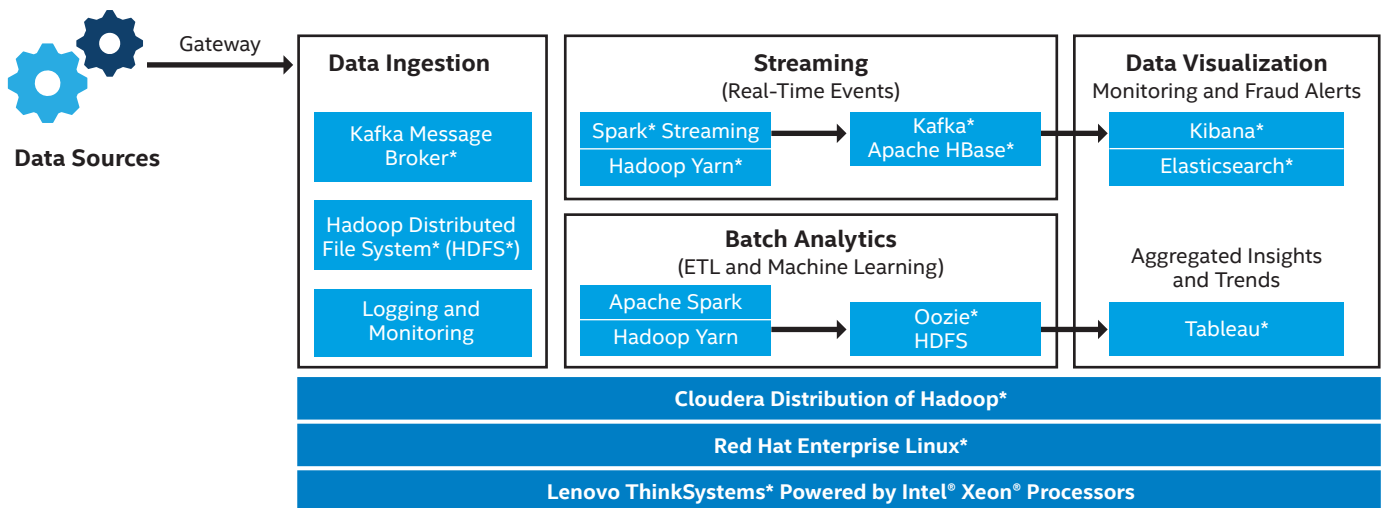 Gateway
Data Sources
Data Ingestion
Kafka Message
Broker*
Hadoop Distributed
File System* (HDFS*)
Logging and
Monitoring
Streaming
(Real-Time Events)
Spark* Streaming
Hadoop Yarn*
Kafka*
Apache HBase*
Batch Analytics
(ETL and Machine Learning)
Apache Spark
Hadoop Yarn
Oozie*
HDFS
Data Visualization
Monitoring and Fraud Alerts
Kibana*
Elasticsearch*
Aggregated Insights
and Trends
Tableau*
Cloudera Distribution of Hadoop*
Red Hat Enterprise Linux*
Lenovo ThinkSystems* Powered by Intel® Xeon® Processors